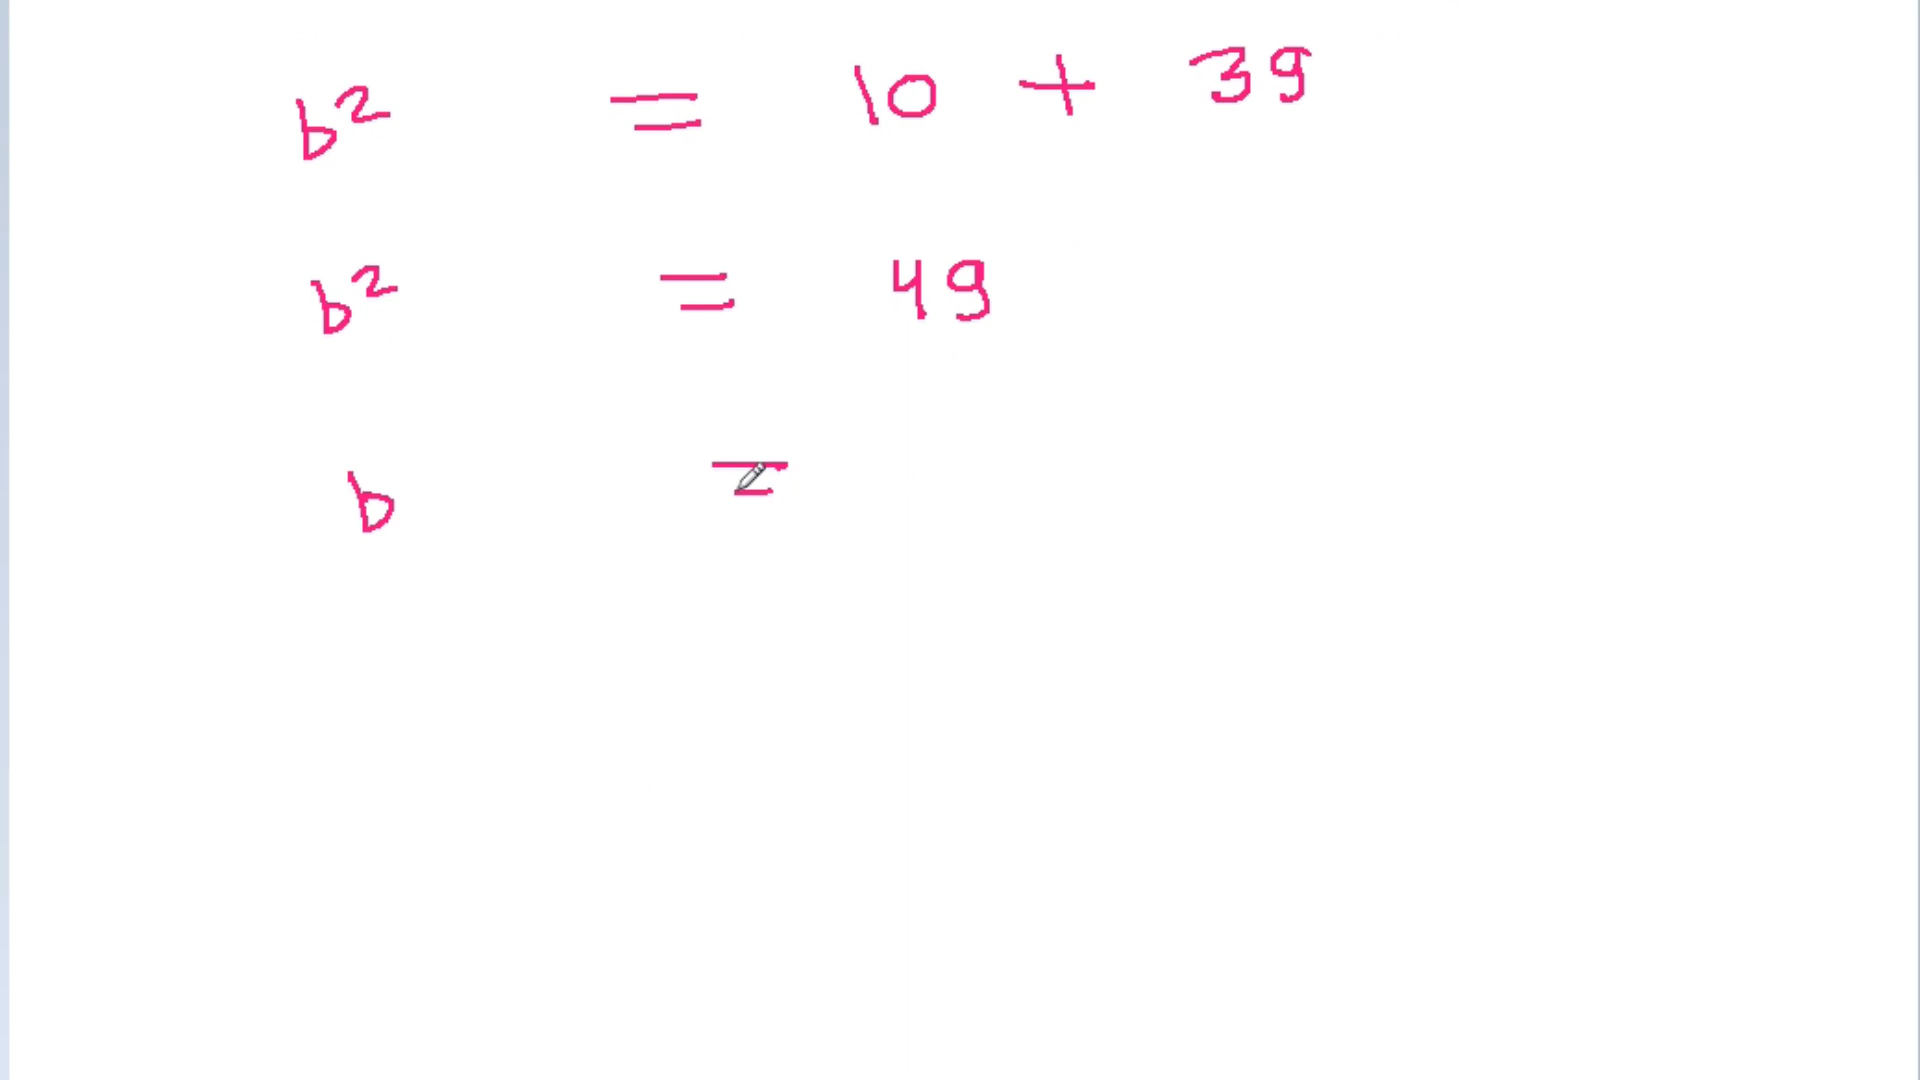 b² = 10 + 39
b² = 49
b =